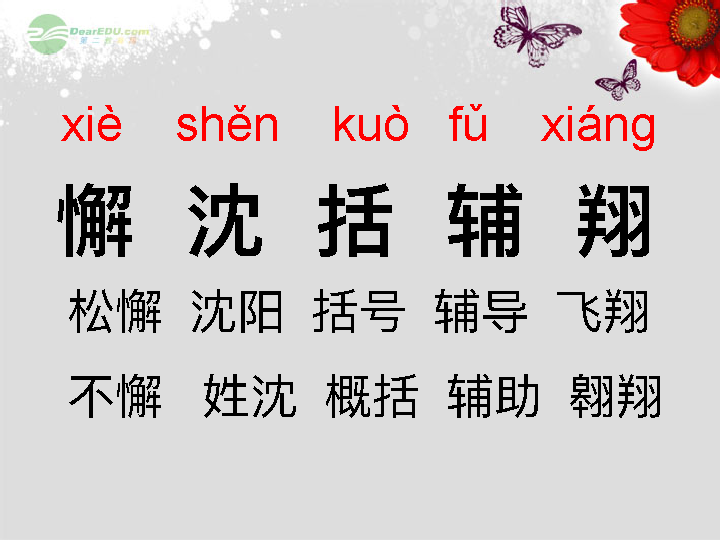 DearEDU.com
第二教育网
xiè shěn kuò fǔ xiáng
懈 沈 括 辅 翔
松懈 沈阳 括号 辅导 飞翔
不懈 姓沈 概括 辅助 翱翔